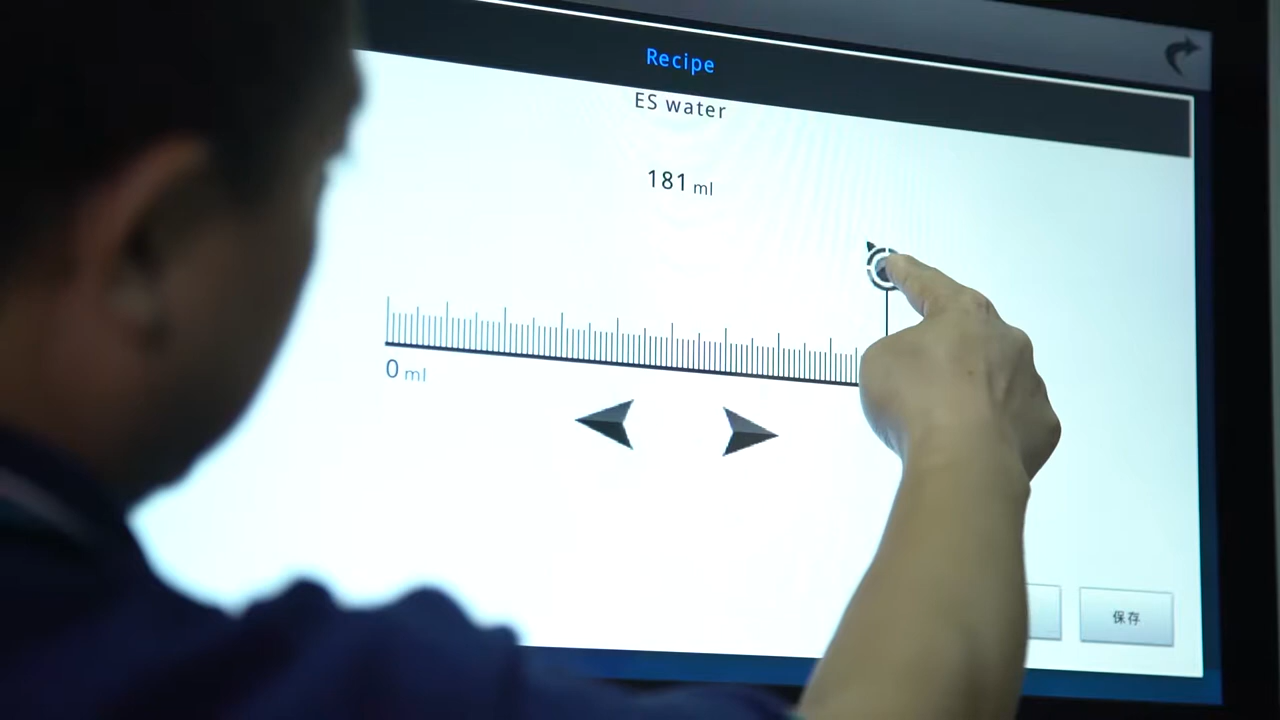 Recipe
ES water
181 ml
0 ml
保存